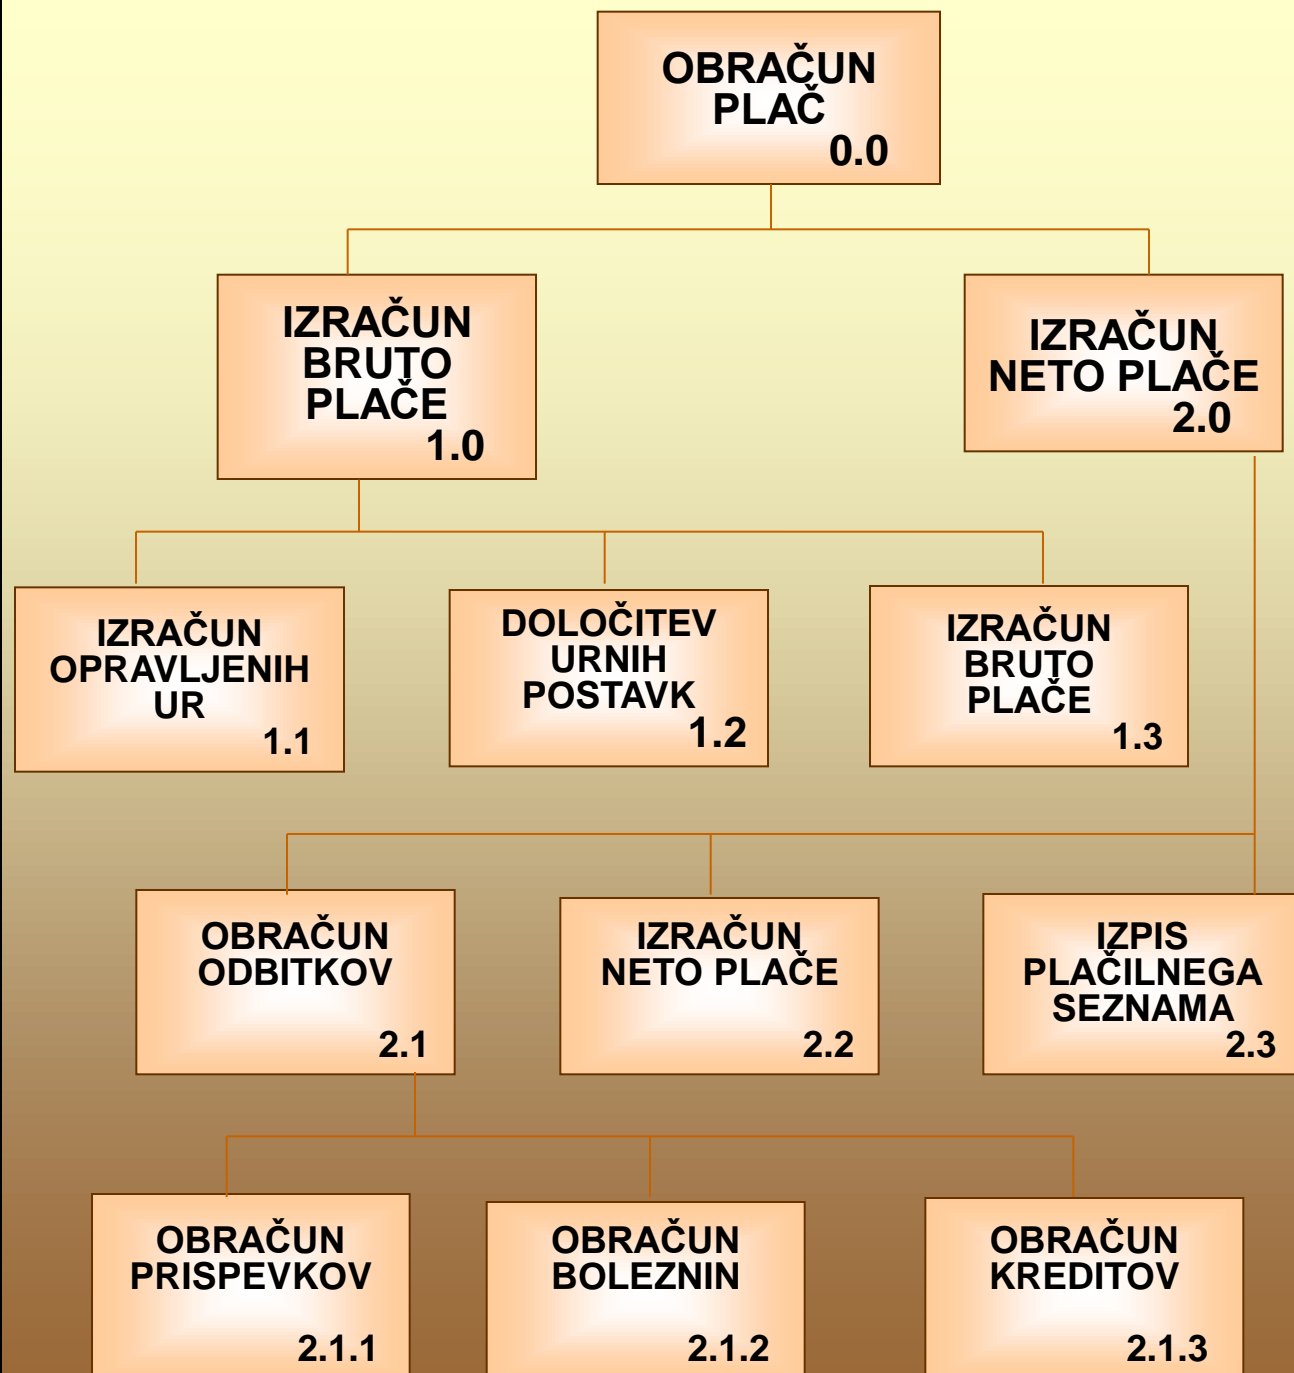 OBRAČUN
PLAČ
0.0
IZRAČUN
BRUTO
PLAČE
1.0
IZRAČUN
NETO PLAČE
2.0
IZRAČUN
OPRAVLJENIH
UR
1.1
DOLOČITEV
URNIH
POSTAVK
1.2
IZRAČUN
BRUTO
PLAČE
1.3
OBRAČUN
ODBITKOV
2.1
IZRAČUN
NETO PLAČE
2.2
IZPIS
PLAČILNEGA
SEZNAMA
2.3
OBRAČUN
PRISPEVKOV
2.1.1
OBRAČUN
BOLEZNIN
2.1.2
OBRAČUN
KREDITOV
2.1.3